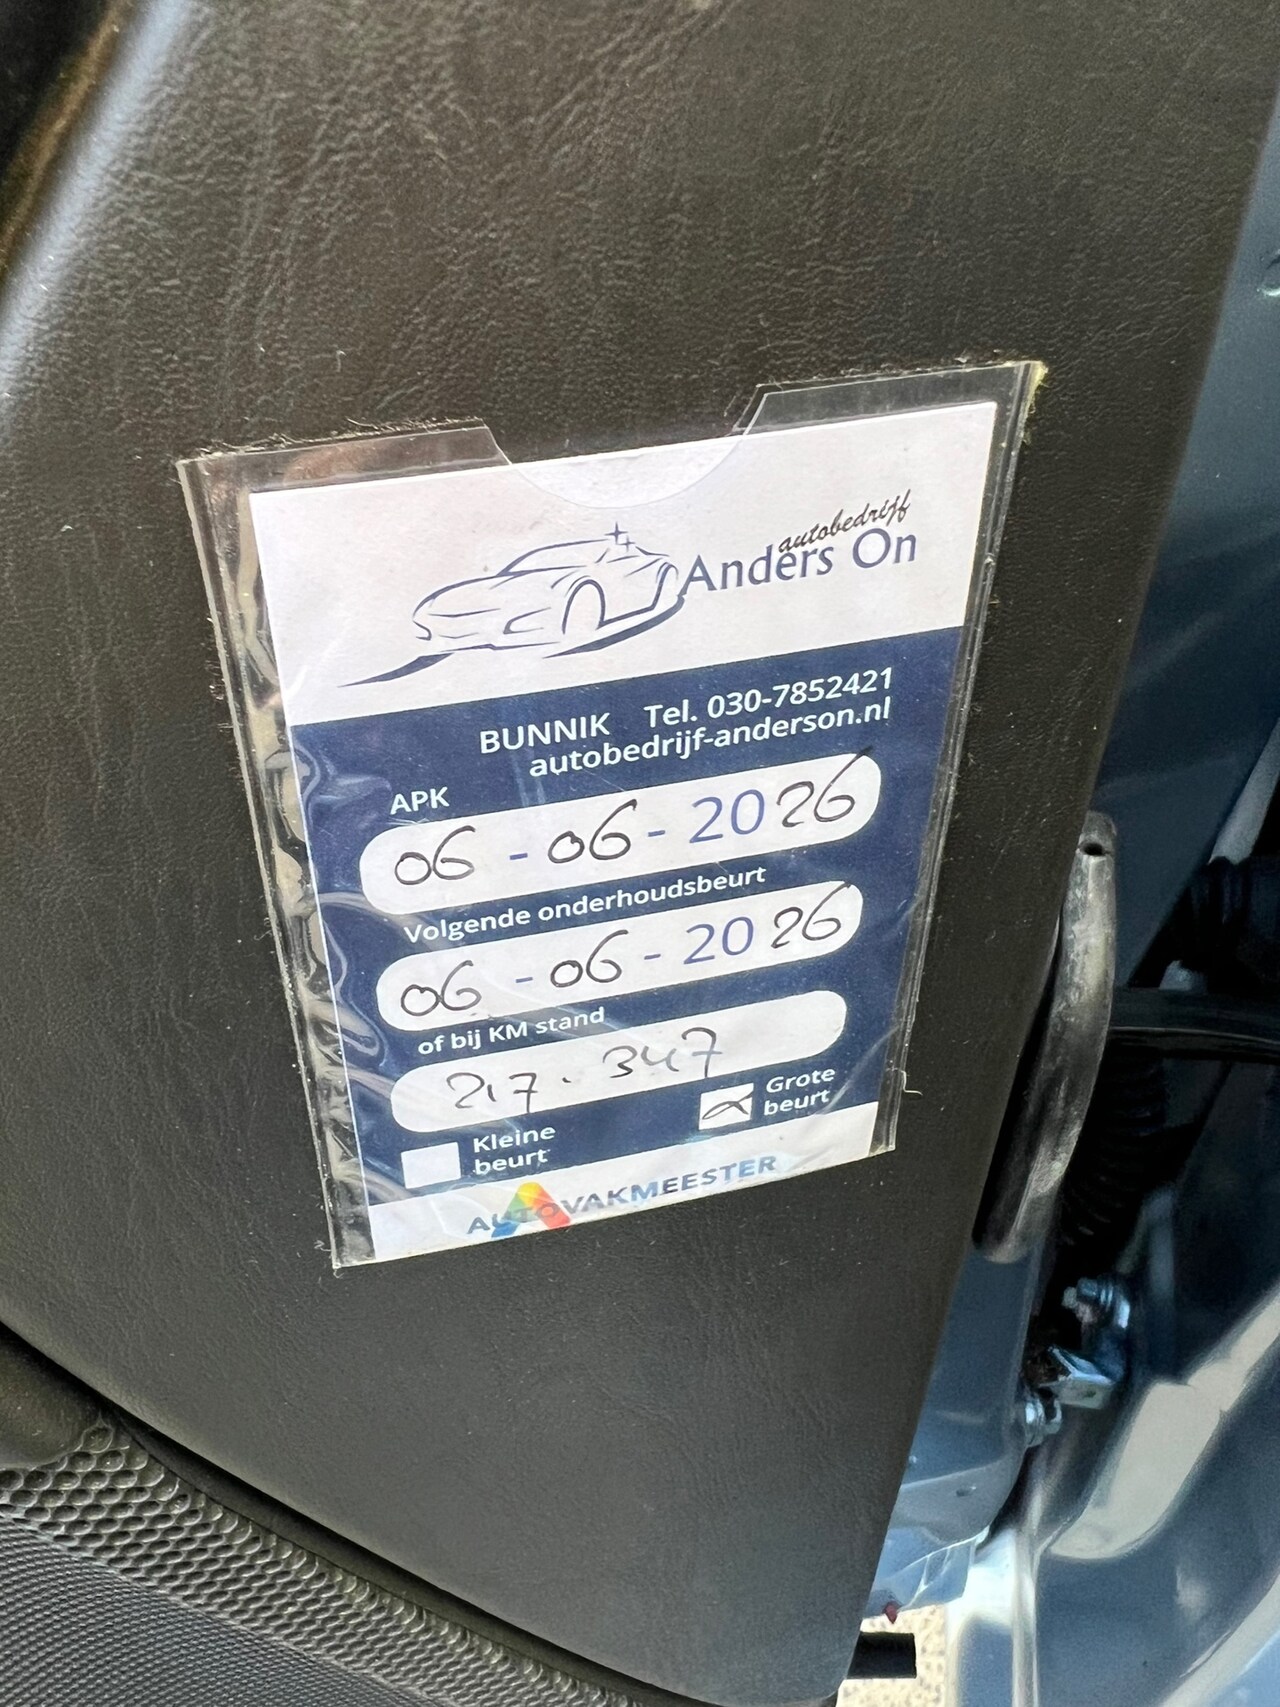 autobedrijf
Anders On
BUNNIK Tel. 030-7852421
autobedrijf-anderson.nl
APK
06 - 06 - 2026
Volgende onderhoudsbeurt
06 - 06 - 2026
of bij KM stand
217.347
Kleine beurt
Grote beurt
AUTOVAKMEESTER